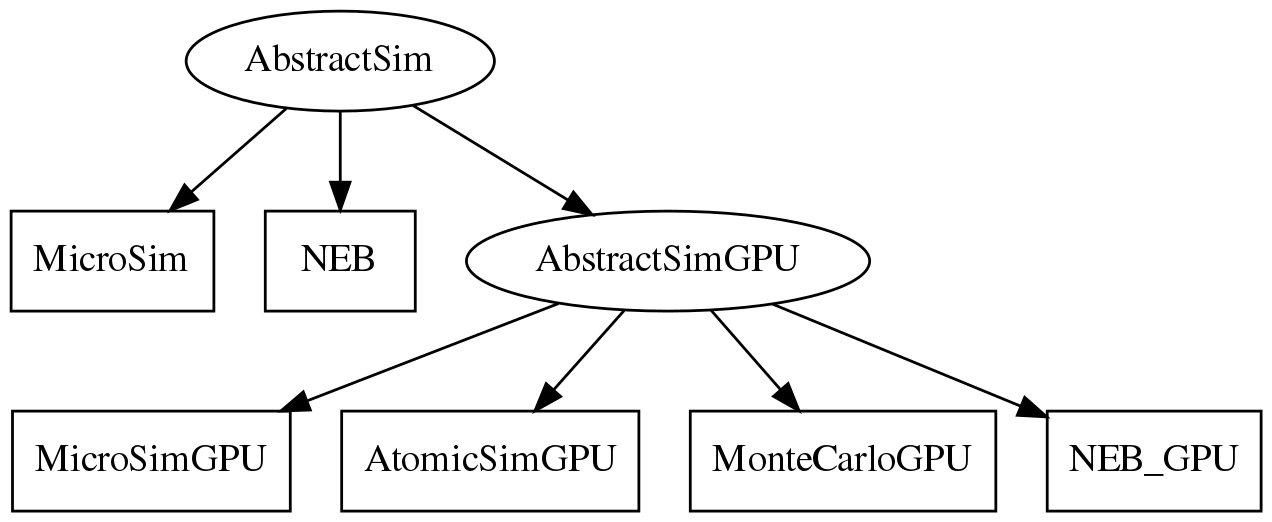 AbstractSim
MicroSim
NEB
AbstractSimGPU
MicroSimGPU
AtomicSimGPU
MonteCarloGPU
NEB_GPU